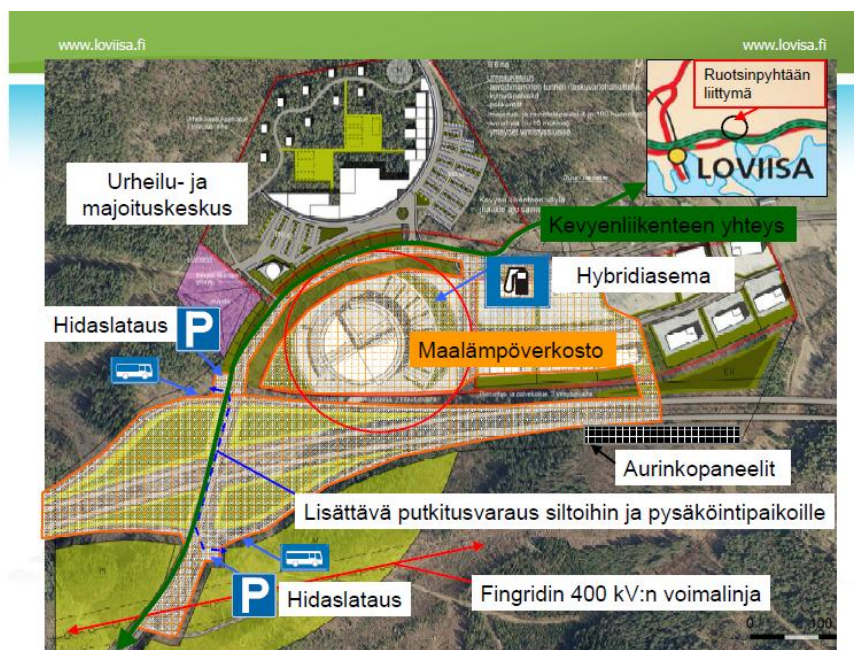 www.loviisa.fi
www.lovisa.fi
Ruotsinpyhtään
liittymä
LOVIISA
Urheilu- ja
majoituskeskus
Kevyenliikenteen yhteys
Hybridiasema
Hidaslataus
P
Maalämpöverkosto
Aurinkopaneelit
Lisättävä putkitusvaraus siltoihin ja pysäköintipaikoille
P
Hidaslataus
Fingridin 400 kV:n voimalinja
0
100